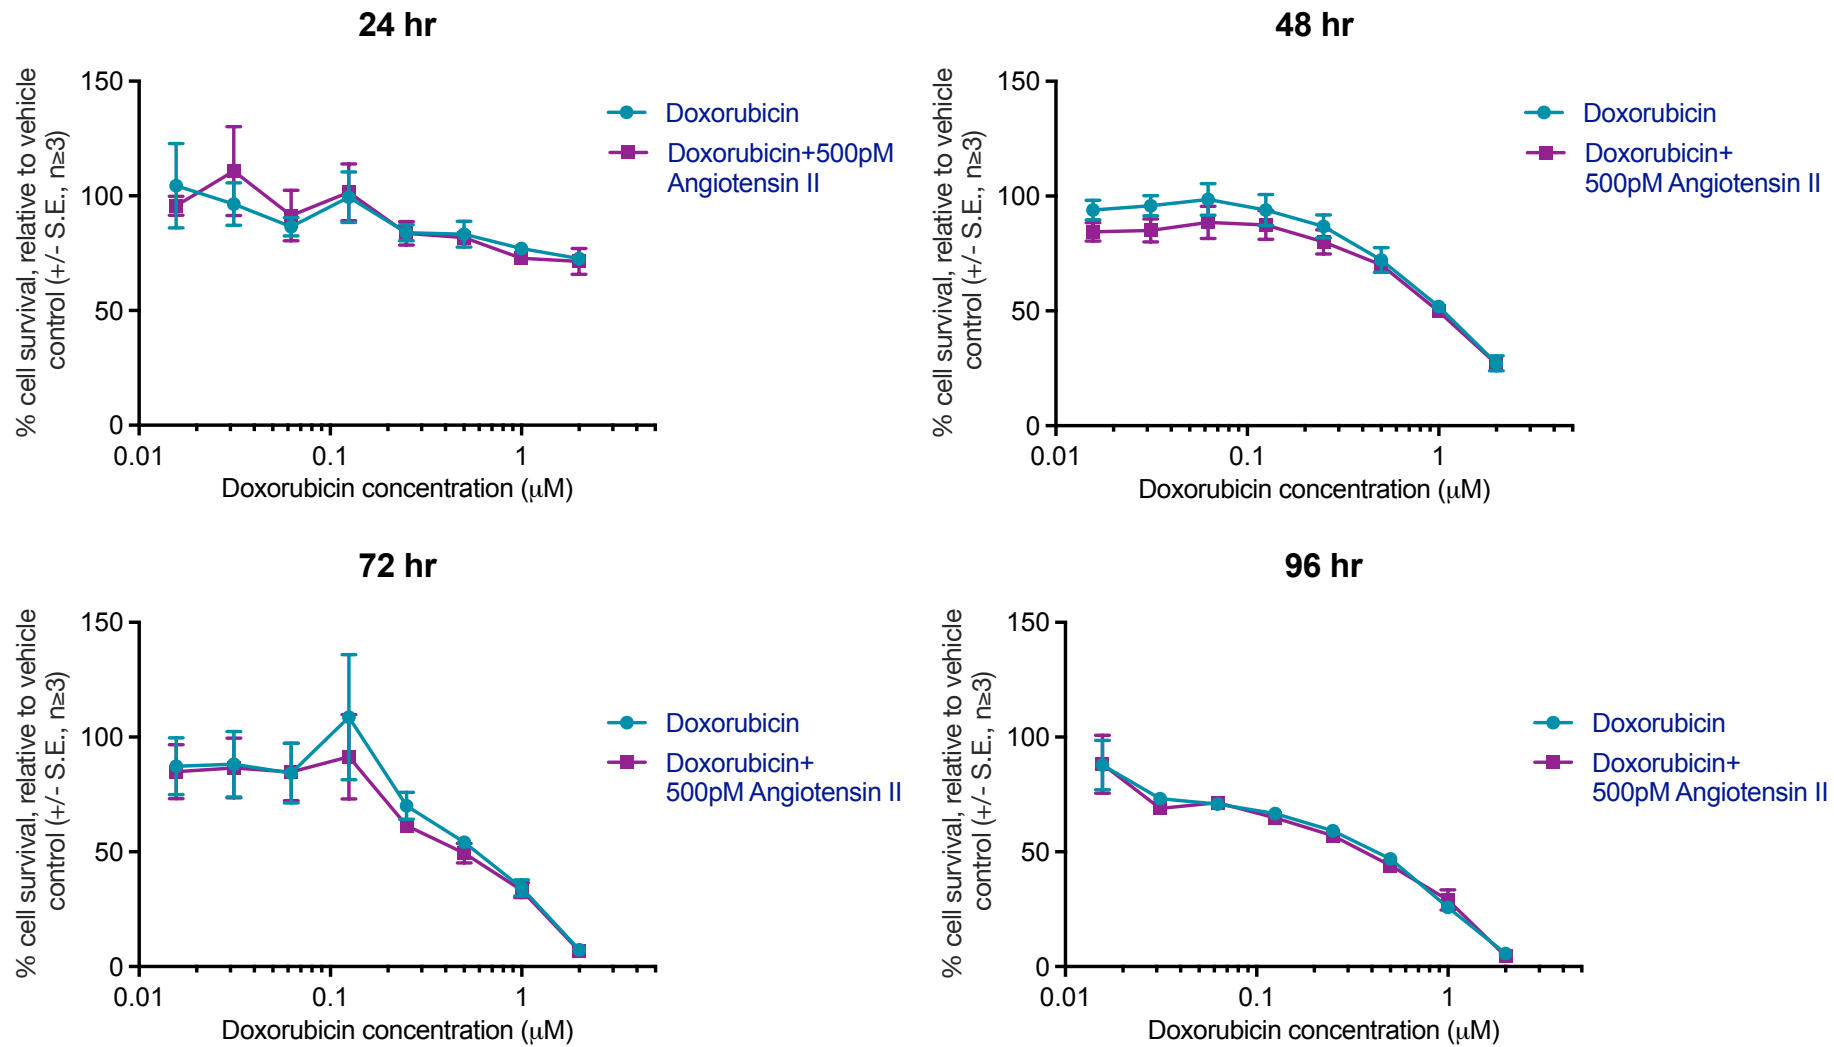 24 hr
% cell survival, relative to vehicle
control (+/- S.E., n≥3)
150
100
50
0
0.01
0.1
1
Doxorubicin concentration (μM)
Doxorubicin
Doxorubicin+500pM
Angiotensin II
48 hr
% cell survival, relative to vehicle
control (+/- S.E., n≥3)
150
100
50
0
0.01
0.1
1
Doxorubicin concentration (μM)
Doxorubicin
Doxorubicin+
500pM Angiotensin II
72 hr
% cell survival, relative to vehicle
control (+/- S.E., n≥3)
150
100
50
0
0.01
0.1
1
Doxorubicin concentration (μM)
Doxorubicin
Doxorubicin+
500pM Angiotensin II
96 hr
% cell survival, relative to vehicle
control (+/- S.E., n≥3)
150
100
50
0
0.01
0.1
1
Doxorubicin concentration (μM)
Doxorubicin
Doxorubicin+
500pM Angiotensin II